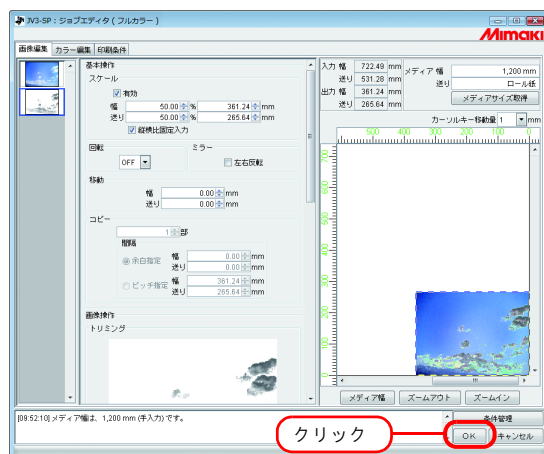 JV3-SP：ジョブエディタ ( フルカラー )
Mimaki
画像編集 カラー編集 印刷条件
基本操作
スケール
有効
幅 50.00 % 361.24 mm
送り 50.00 % 265.64 mm
縦横比固定入力
回転 ミラー
OFF 左右反転
移動
幅 0.00 mm
送り 0.00 mm
コピー
1 部
間隔
余白指定 幅 0.00 mm
送り 0.00 mm
ピッチ指定 幅 361.24 mm
送り 265.64 mm
画像操作
トリミング
入力 幅 722.49 mm
送り 531.28 mm
出力 幅 361.24 mm
送り 265.64 mm
メディア 幅 1,200 mm
送り ロール紙
メディアサイズ取得
カーソルキー移動量 1 mm
500 400 300 200 100 0
700
600
500
400
300
200
100
0
メディア幅 ズームアウト ズームイン
[09:52:10] メディア幅は、1,200 mm (手入力) です。
条件管理
クリック
OK キャンセル